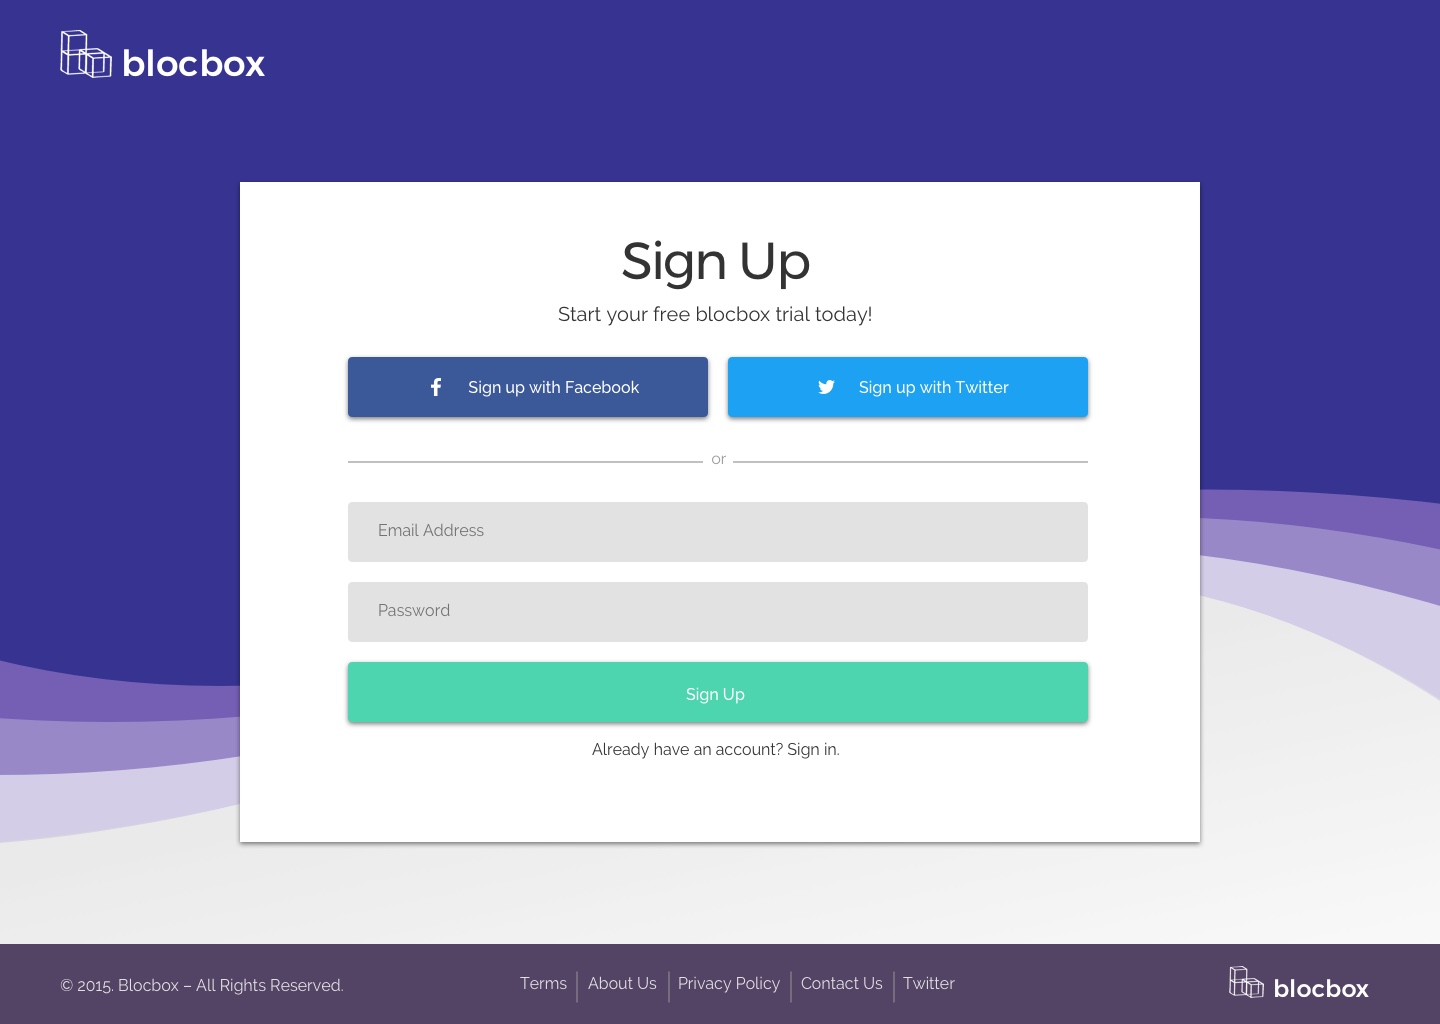 blocbox
Sign Up
Start your free blocbox trial today!
Sign up with Facebook
Sign up with Twitter
or
Email Address
Password
Sign Up
Already have an account? Sign in.
© 2015. Blocbox – All Rights Reserved.
Terms
About Us
Privacy Policy
Contact Us
Twitter
blocbox